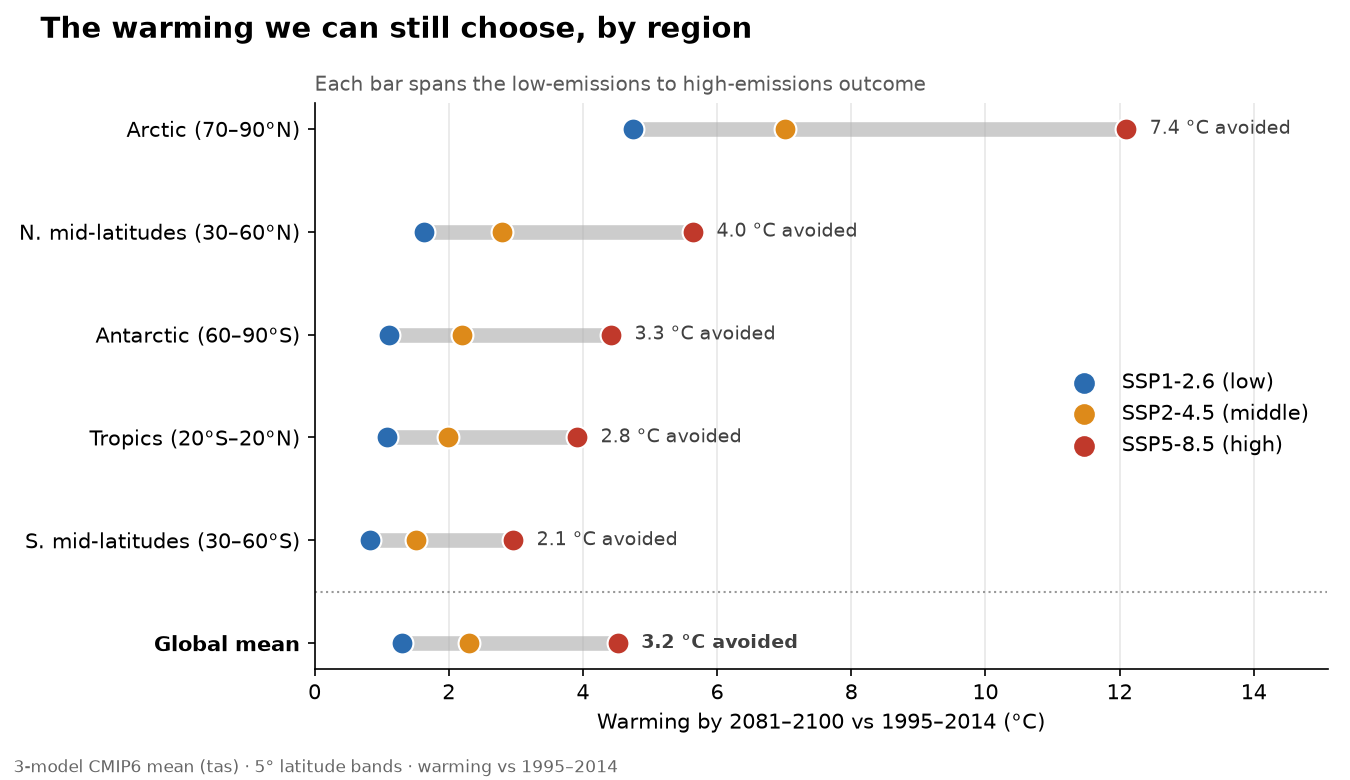 The warming we can still choose, by region
Each bar spans the low-emissions to high-emissions outcome
Arctic (70–90°N)
7.4 °C avoided
N. mid-latitudes (30–60°N)
4.0 °C avoided
Antarctic (60–90°S)
3.3 °C avoided
SSP1-2.6 (low)
SSP2-4.5 (middle)
SSP5-8.5 (high)
Tropics (20°S–20°N)
2.8 °C avoided
S. mid-latitudes (30–60°S)
2.1 °C avoided
Global mean
3.2 °C avoided
0 2 4 6 8 10 12 14
Warming by 2081–2100 vs 1995–2014 (°C)
3-model CMIP6 mean (tas) · 5° latitude bands · warming vs 1995–2014